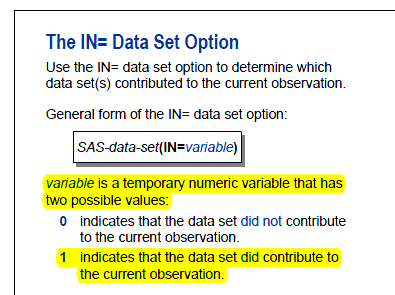 The IN= Data Set Option
Use the IN= data set option to determine which
data set(s) contributed to the current observation.
General form of the IN= data set option:
SAS-data-set(IN=variable)
variable is a temporary numeric variable that has
two possible values:
0 indicates that the data set did not contribute
to the current observation.
1 indicates that the data set did contribute to
the current observation.